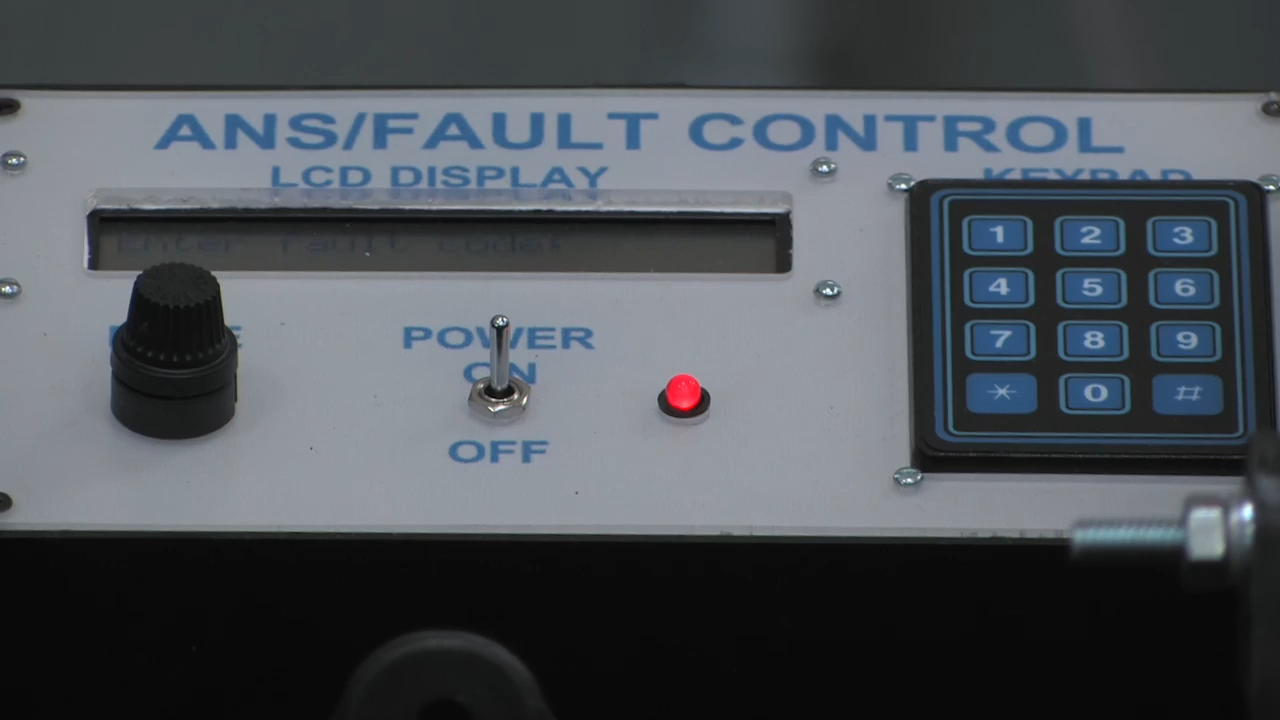 ANS/FAULT CONTROL
LCD DISPLAY
KEYPAD
Enter fault code:
1 2 3
4 5 6
7 8 9
* 0 #
POWER
ON
OFF